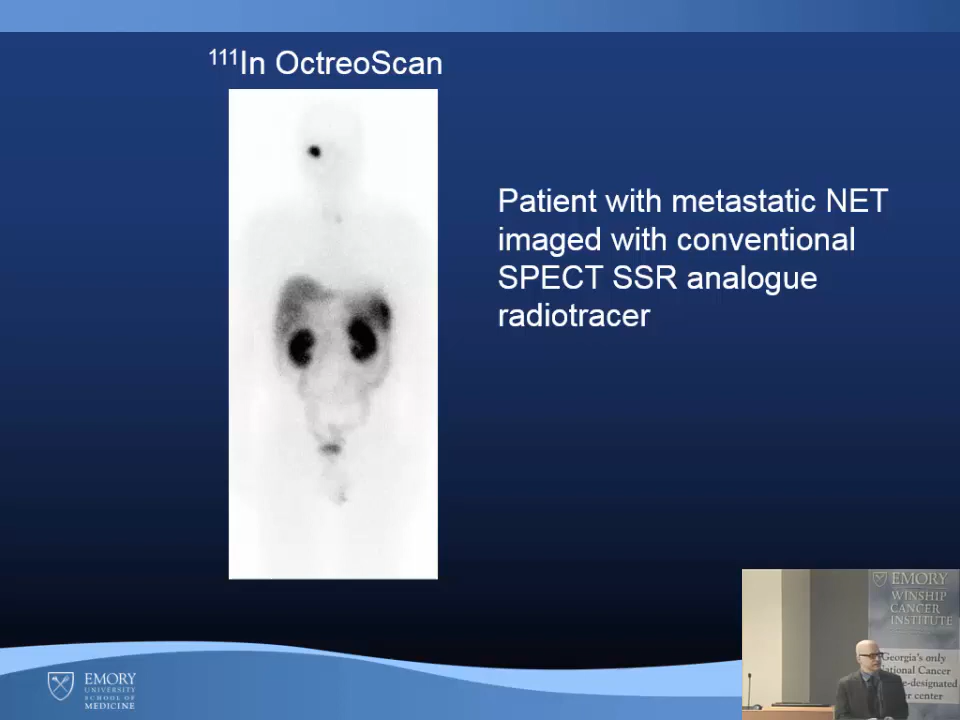 ¹¹¹In OctreoScan
Patient with metastatic NET
imaged with conventional
SPECT SSR analogue
radiotracer
EMORY
UNIVERSITY
SCHOOL OF
MEDICINE
EMORY
WINSHIP
CANCER
INSTITUTE
Georgia's only
National Cancer
-designated
center